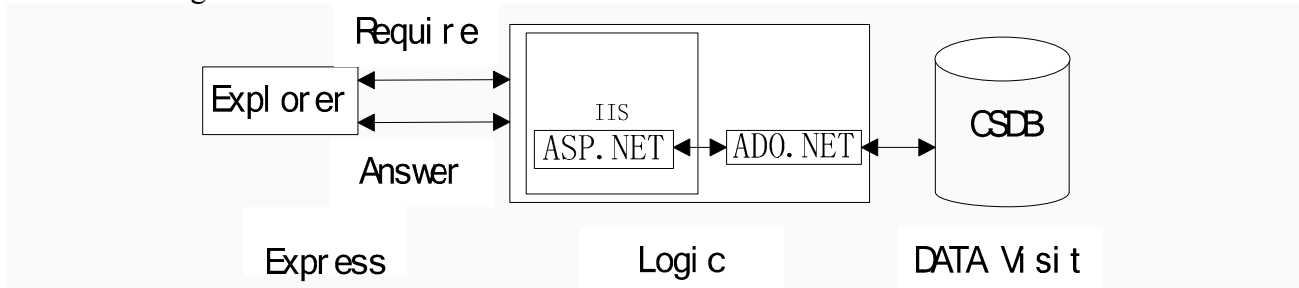 Require
Explorer
IIS
ASP.NET
ADO.NET
CSDB
Answer
Express
Logic
DATA Visit